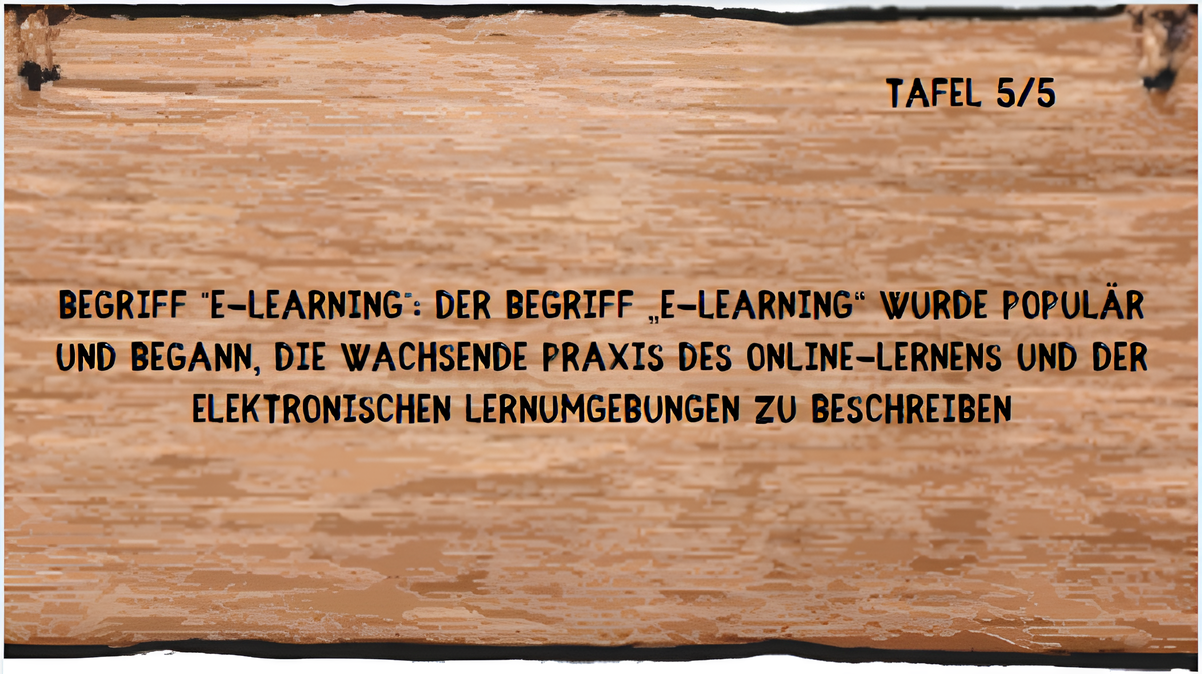 TAFEL 5/5
BEGRIFF "E-LEARNING": DER BEGRIFF „E-LEARNING“ WURDE POPULÄR
UND BEGANN, DIE WACHSENDE PRAXIS DES ONLINE-LERNENS UND DER
ELEKTRONISCHEN LERNUMGEBUNGEN ZU BESCHREIBEN